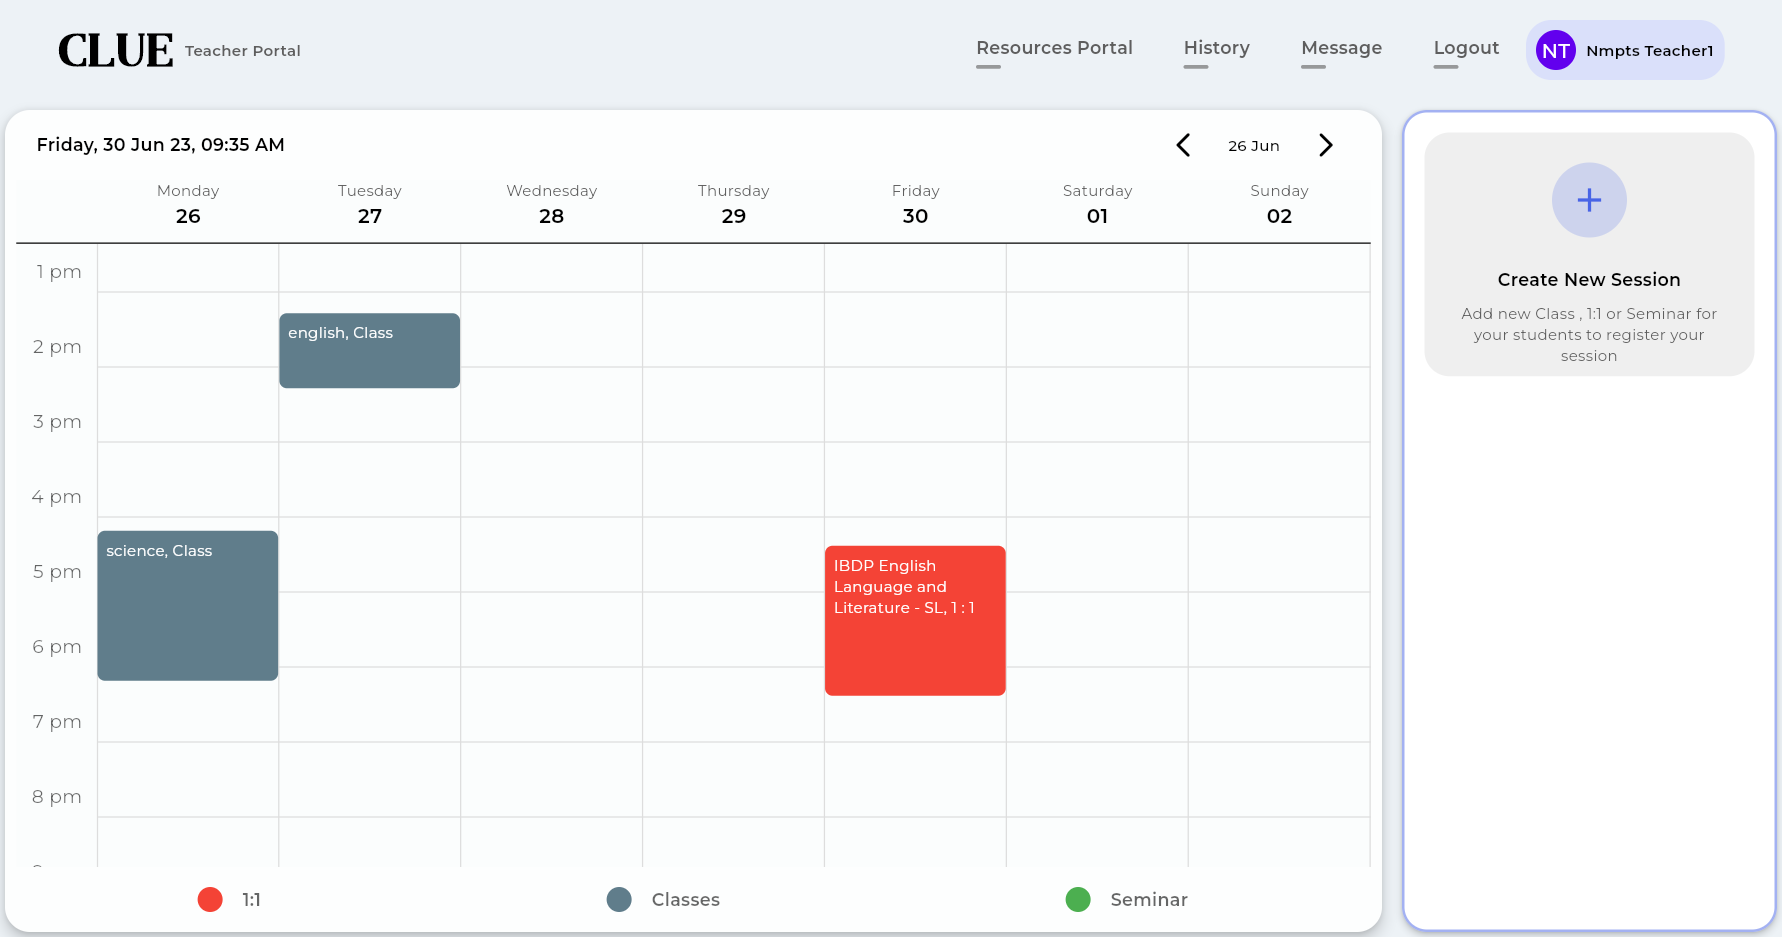 CLUE Teacher Portal
Resources Portal
History
Message
Logout
NT
Nmpts Teacher1
Friday, 30 Jun 23, 09:35 AM
26 Jun
Monday
26
Tuesday
27
Wednesday
28
Thursday
29
Friday
30
Saturday
01
Sunday
02
1 pm
2 pm
3 pm
4 pm
5 pm
6 pm
7 pm
8 pm
english, Class
science, Class
IBDP English
Language and
Literature - SL, 1 : 1
1:1
Classes
Seminar
+
Create New Session
Add new Class , 1:1 or Seminar for
your students to register your
session